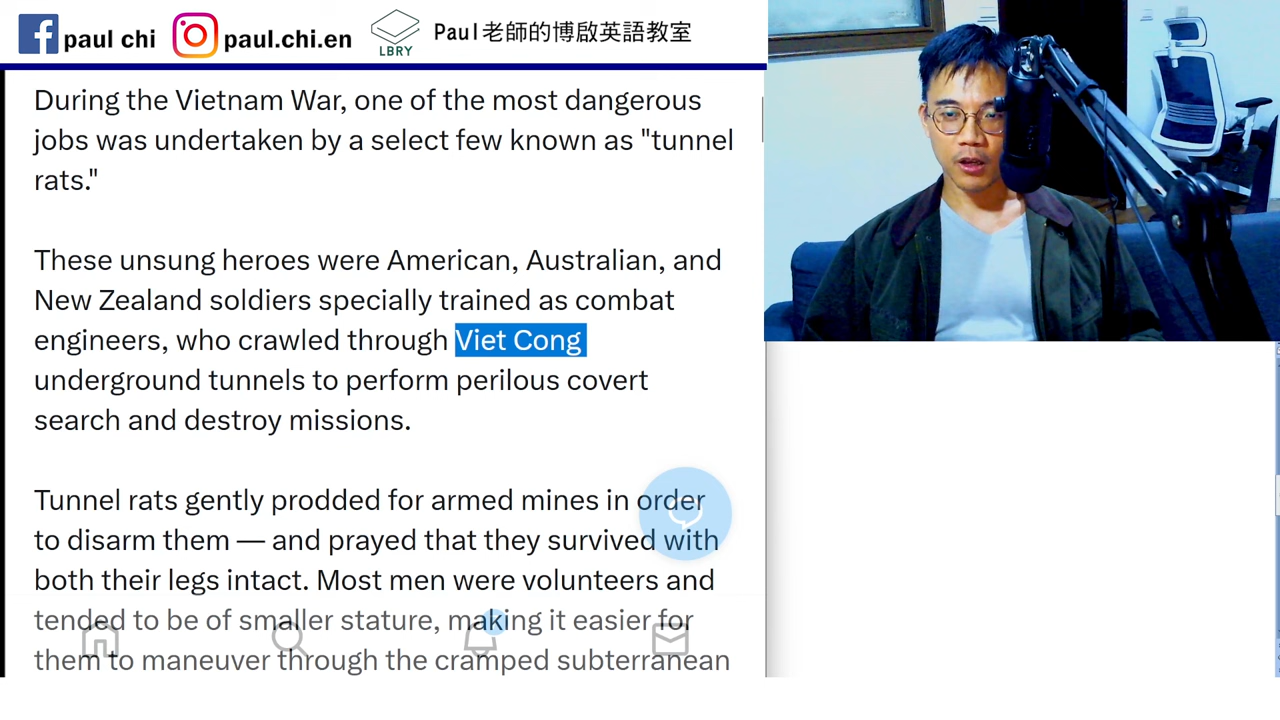 paul chi
paul.chi.en
LBRY
Paul老師的博啟英語教室
During the Vietnam War, one of the most dangerous
jobs was undertaken by a select few known as "tunnel
rats."
These unsung heroes were American, Australian, and
New Zealand soldiers specially trained as combat
engineers, who crawled through Viet Cong
underground tunnels to perform perilous covert
search and destroy missions.
Tunnel rats gently prodded for armed mines in order
to disarm them — and prayed that they survived with
both their legs intact. Most men were volunteers and
tended to be of smaller stature, making it easier for
them to maneuver through the cramped subterranean